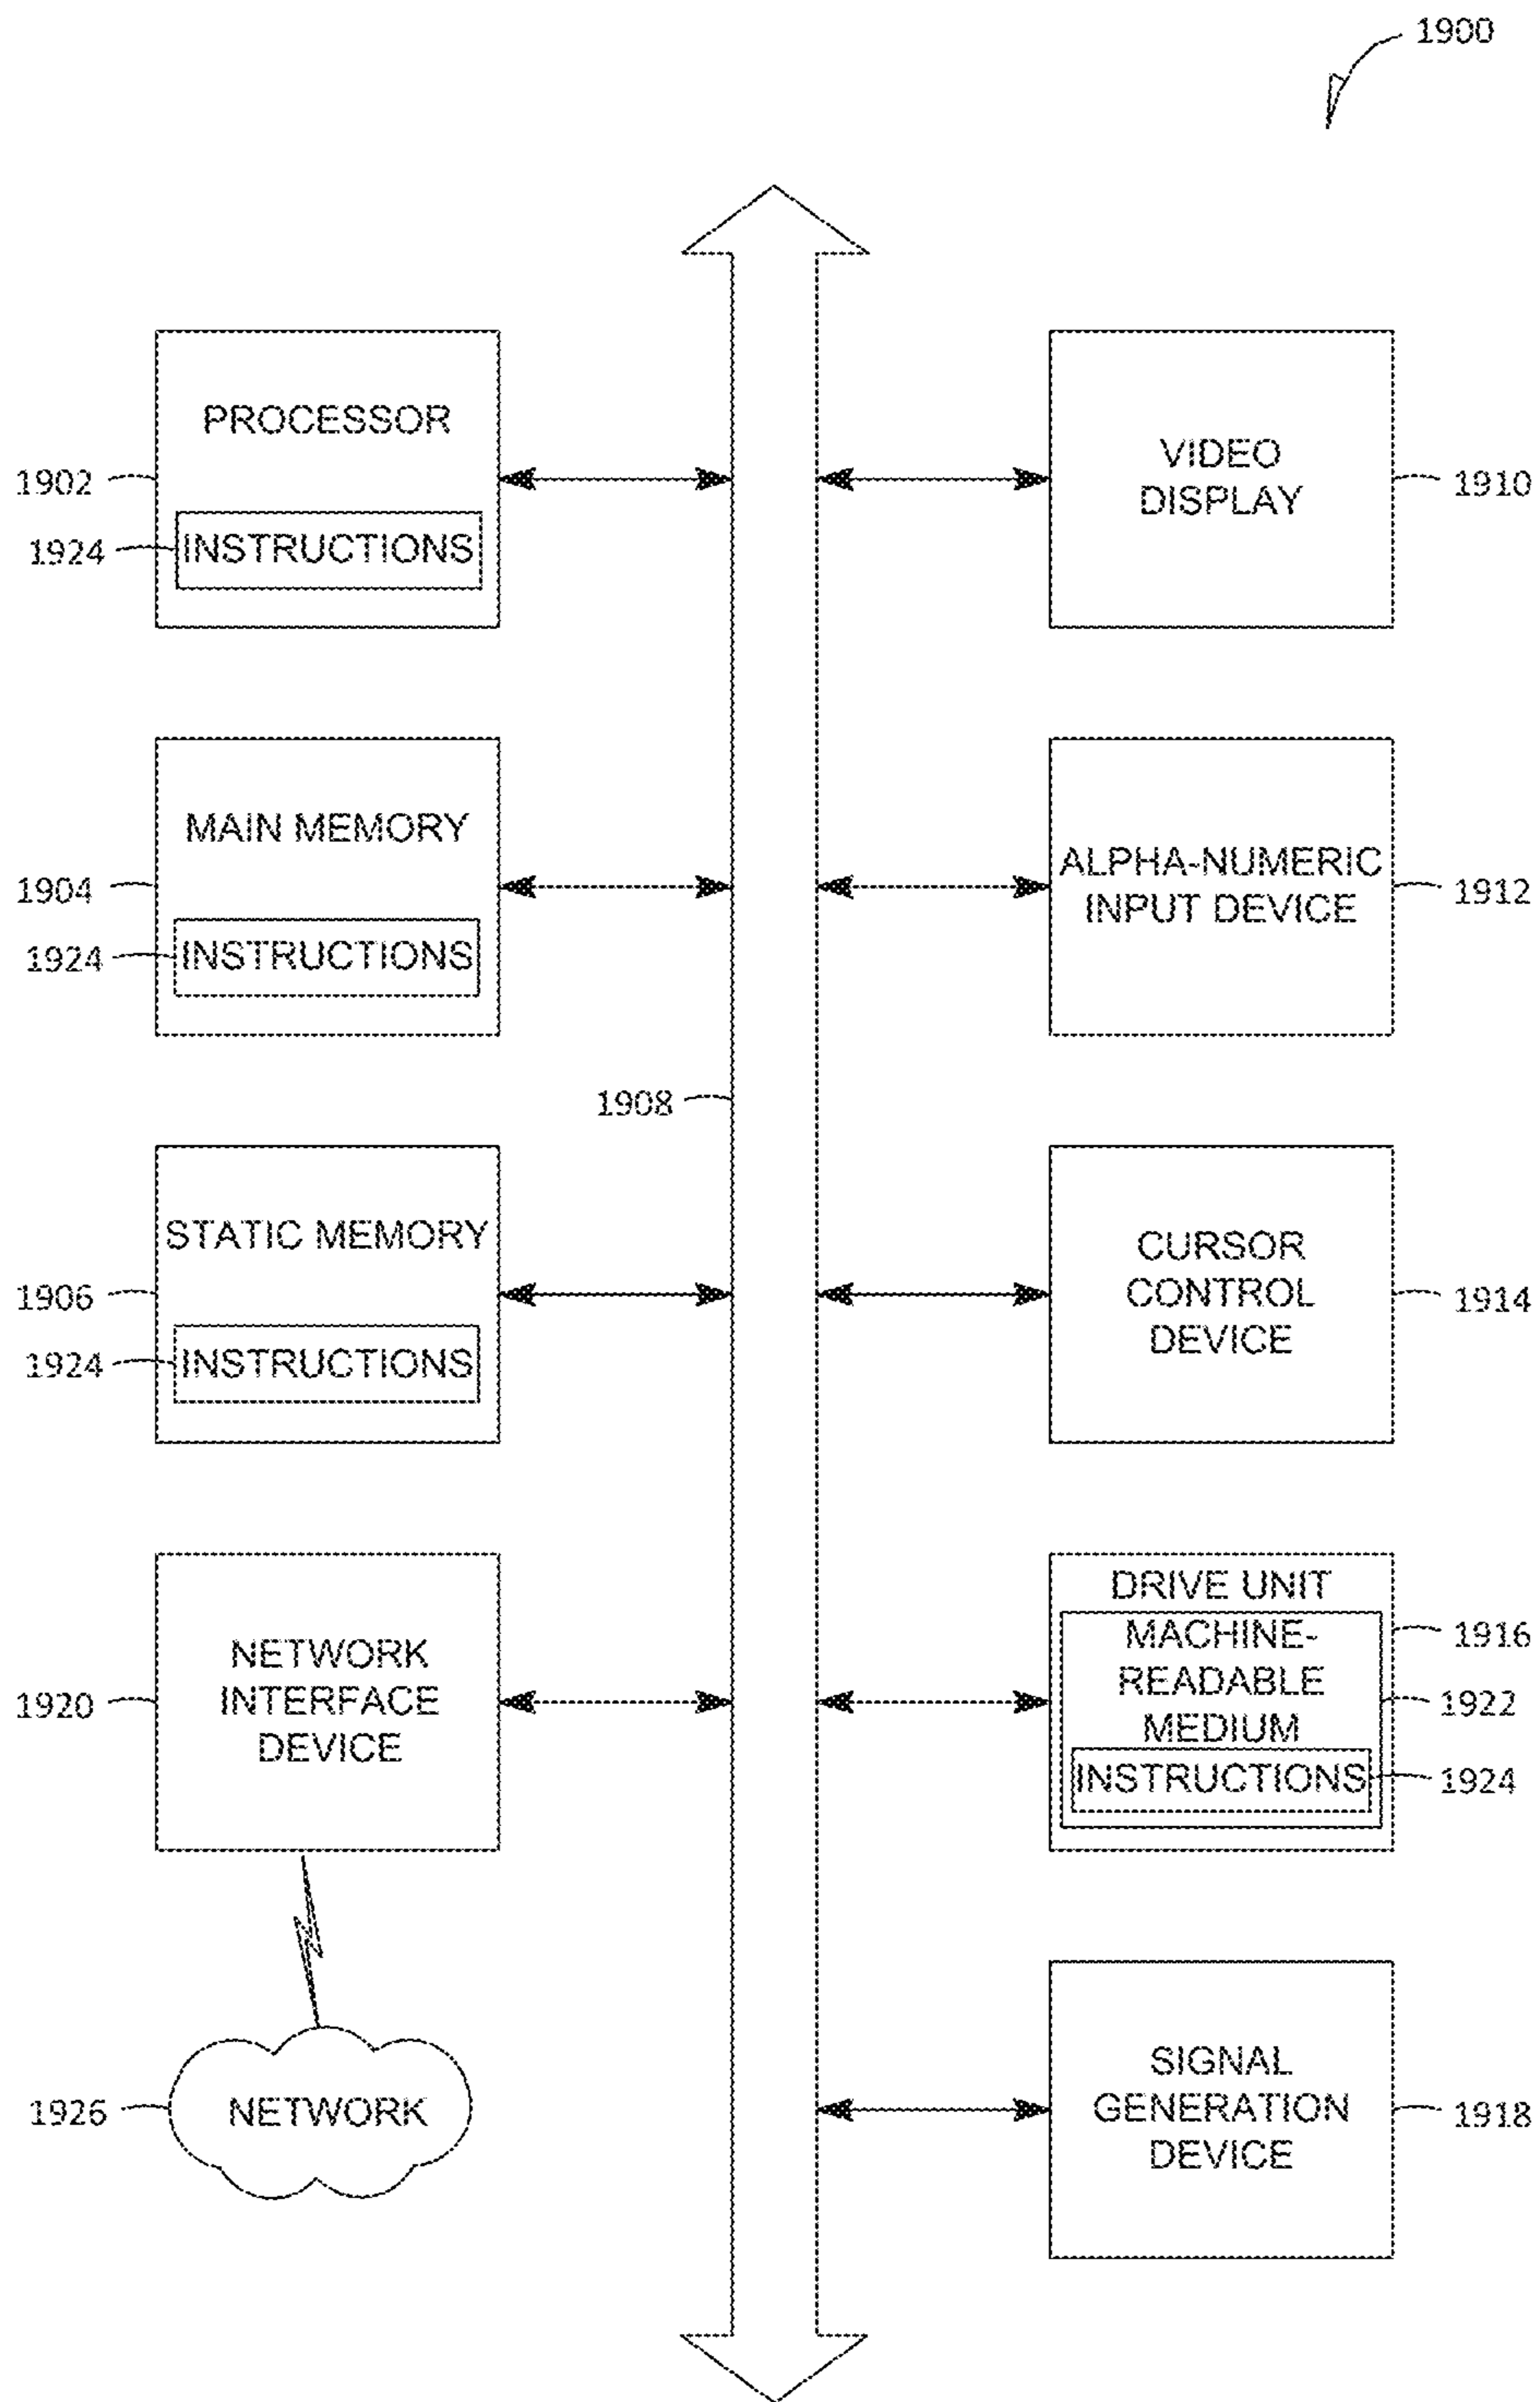 1900
PROCESSOR
1902
1924
INSTRUCTIONS
VIDEO
DISPLAY
1910
MAIN MEMORY
1904
1924
INSTRUCTIONS
ALPHA-NUMERIC
INPUT DEVICE
1912
1908
STATIC MEMORY
1906
1924
INSTRUCTIONS
CURSOR
CONTROL
DEVICE
1914
NETWORK
INTERFACE
DEVICE
1920
DRIVE UNIT
1916
MACHINE-
READABLE
MEDIUM
1922
INSTRUCTIONS
1924
1926
NETWORK
SIGNAL
GENERATION
DEVICE
1918